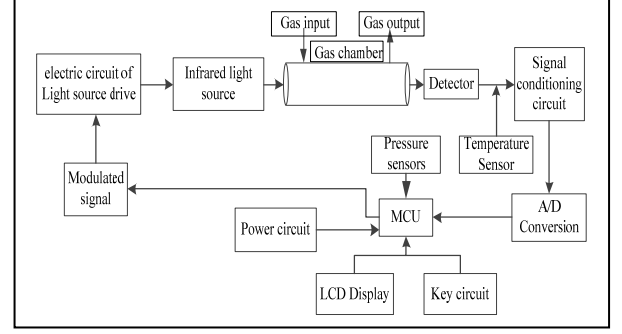 Gas input
Gas output
Gas chamber
electric circuit of
Light source drive
Infrared light
source
Detector
Signal
conditioning
circuit
Pressure
sensors
Temperature
Sensor
Modulated
signal
MCU
A/D
Conversion
Power circuit
LCD Display
Key circuit